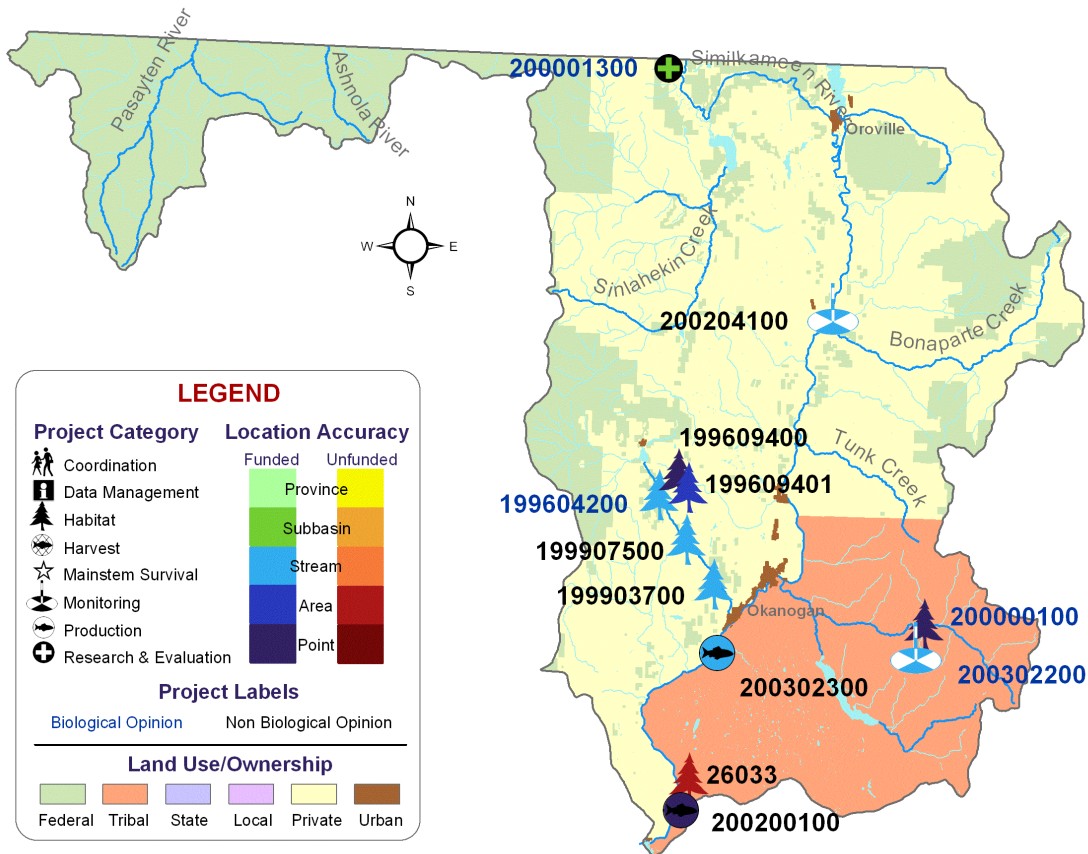 Pasayten River
Ashnola River
200001300
Similkameen River
Oroville
N
W E
S
Sinlahekin Creek
200204100
Bonaparte Creek
LEGEND
Project Category Location Accuracy
Funded Unfunded
Coordination
Data Management
Habitat
Harvest
Mainstem Survival
Monitoring
Production
Research & Evaluation
Province
Subbasin
Stream
Area
Point
Project Labels
Biological Opinion Non Biological Opinion
Land Use/Ownership
Federal Tribal State Local Private Urban
199609400
Tunk Creek
199609401
199604200
199907500
199903700
Okanogan
200000100
200302200
200302300
26033
200200100